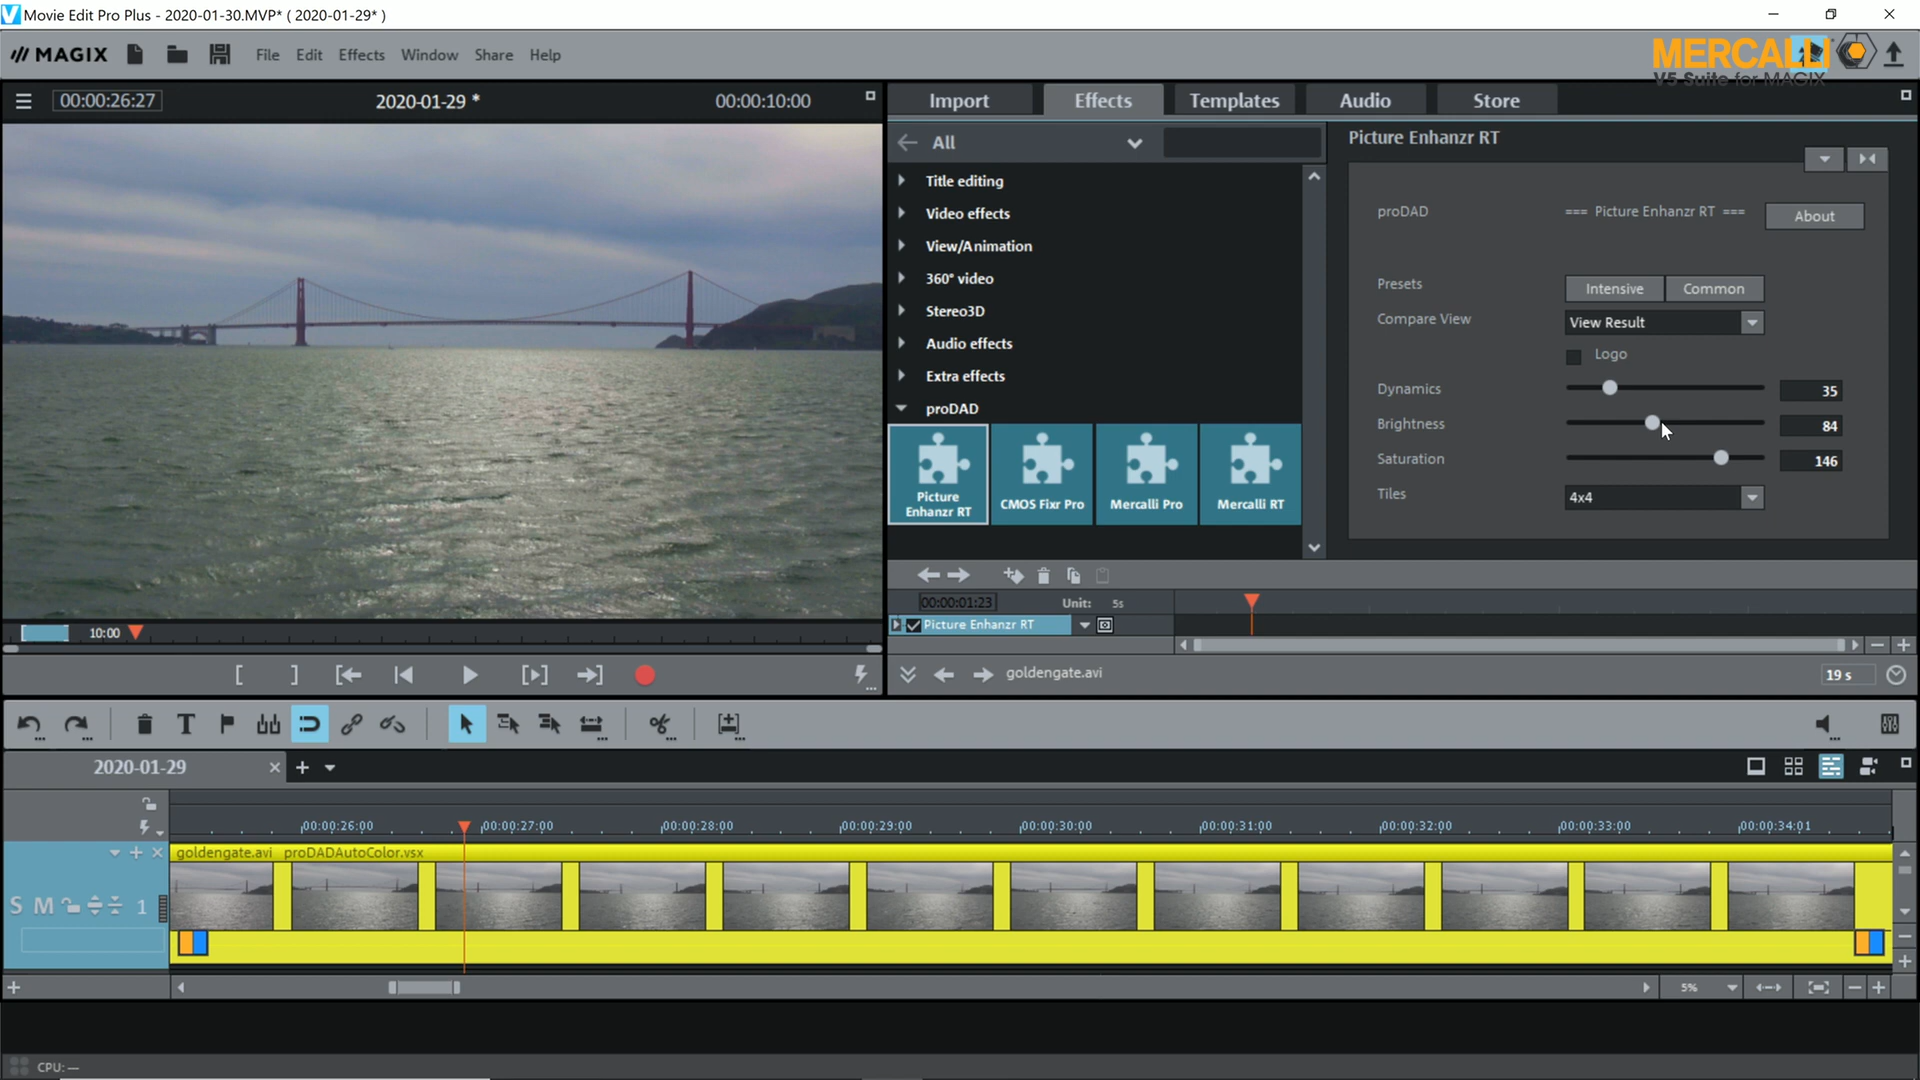 Movie Edit Pro Plus - 2020-01-30.MVP* ( 2020-01-29* )
MAGIX
File Edit Effects Window Share Help
MERCALLI
V5 Suite for MAGIX
00:00:26:27
2020-01-29 *
00:00:10:00
Import Effects Templates Audio Store
All
Title editing
Video effects
View/Animation
360° video
Stereo3D
Audio effects
Extra effects
proDAD
Picture
Enhanzr RT
CMOS Fixr Pro
Mercalli Pro
Mercalli RT
Picture Enhanzr RT
proDAD
=== Picture Enhanzr RT ===
About
Presets
Intensive Common
Compare View
View Result
Logo
Dynamics
35
Brightness
84
Saturation
146
Tiles
4x4
00:00:01:23
Unit: 5s
Picture Enhanzr RT
goldengate.avi
19 s
10:00
2020-01-29
00:00:26:00 00:00:27:00 00:00:28:00 00:00:29:00 00:00:30:00 00:00:31:00 00:00:32:00 00:00:33:00 00:00:34:01
goldengate.avi proDADAutoColor.vsx
S M 1
5%
CPU: —